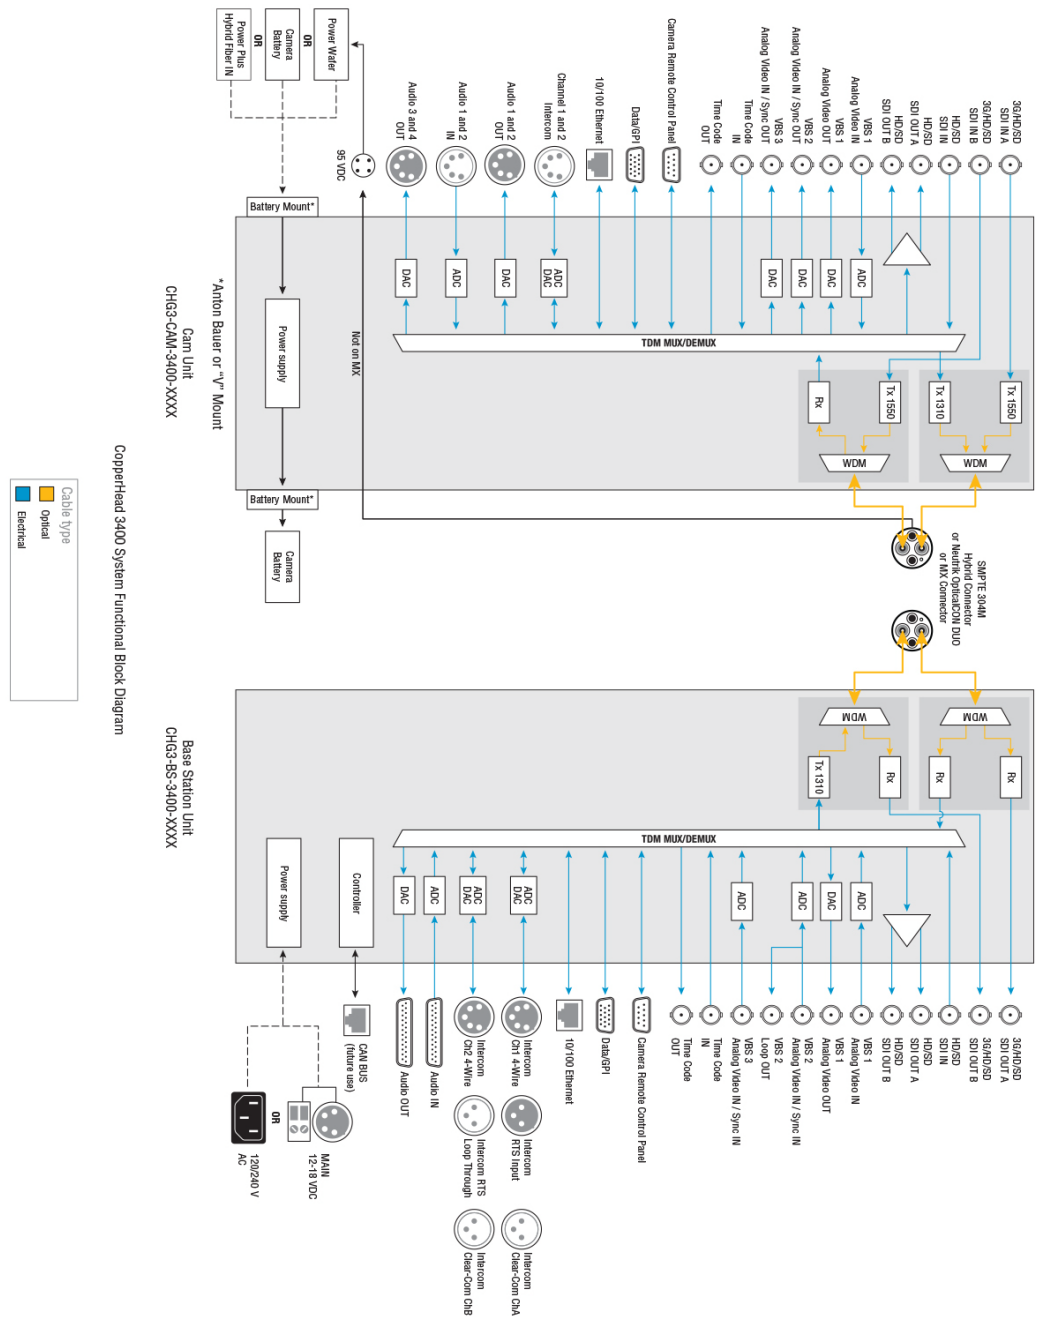 3G/HD/SD
SDI IN A
3G/HD/SD
SDI IN B
HD/SD
SDI IN
HD/SD
SDI OUT A
HD/SD
SDI OUT B
VBS 1
Analog Video IN
VBS 1
Analog Video OUT
VBS 2
Analog Video IN / Sync OUT
VBS 3
Analog Video IN / Sync OUT
Time Code
IN
Time Code
OUT
Camera Remote Control Panel
Data/GPI
10/100 Ethernet
Channel 1 and 2
Intercom
Audio 1 and 2
OUT
Audio 1 and 2
IN
Audio 3 and 4
OUT
95 VDC
Power Wafer
OR
Camera
Battery
OR
Power Plus
Hybrid Fiber IN
Battery Mount*
ADC
DAC
DAC
DAC
ADC
DAC
DAC
ADC
DAC
TDM MUX/DEMUX
Not on MX
Power supply
Tx 1550
Tx 1310
WDM
Tx 1550
Rx
WDM
Battery Mount*
Camera
Battery
*Anton Bauer or "V" Mount
Cam Unit
CHG3-CAM-3400-XXXX
SMPTE 304M
Hybrid Connector
or Neutrik OpticalCON DUO
or MX Connector
WDM
Rx
Rx
WDM
Rx
Tx 1310
TDM MUX/DEMUX
ADC
DAC
ADC
ADC
ADC
DAC
ADC
DAC
ADC
DAC
Controller
Power supply
3G/HD/SD
SDI OUT A
3G/HD/SD
SDI OUT B
HD/SD
SDI IN
HD/SD
SDI OUT A
HD/SD
SDI OUT B
VBS 1
Analog Video IN
VBS 1
Analog Video OUT
VBS 2
Analog Video IN / Sync IN
VBS 2
Loop OUT
VBS 3
Analog Video IN / Sync IN
Time Code
IN
Time Code
OUT
Camera Remote Control Panel
Data/GPI
10/100 Ethernet
Intercom
Ch1 4-Wire
Intercom
RTS Input
Intercom
Clear-Com ChA
Intercom
Ch2 4-Wire
Intercom RTS
Loop Through
Intercom
Clear-Com ChB
Audio IN
Audio OUT
CAN BUS
(future use)
MAIN
12-18 VDC
OR
120/240 V
AC
Base Station Unit
CHG3-BS-3400-XXXX
CopperHead 3400 System Functional Block Diagram
Cable type
Optical
Electrical